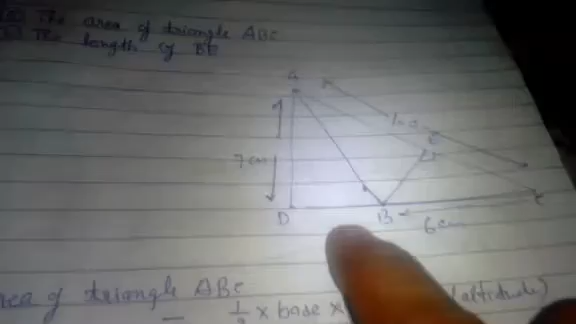 (a) The area of triangle ABC
The length of BE
A
E
7cm
D
B
C
6cm
area of triangle ABC
= 1/2 × base × (altitude)